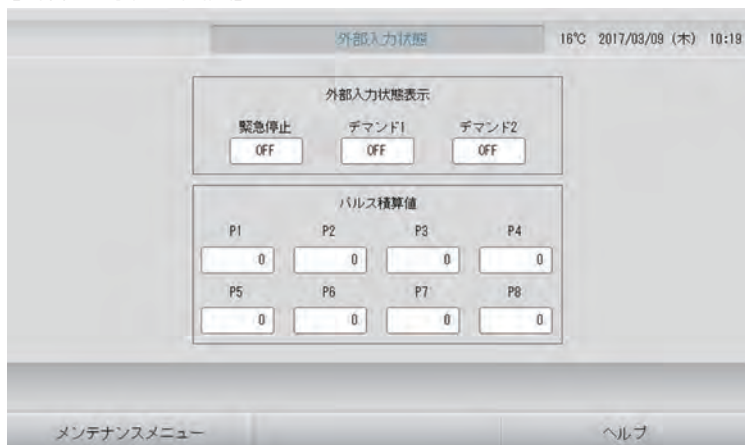 外部入力状態 16℃ 2017/03/09 (木) 10:19
外部入力状態表示
緊急停止 デマンド1 デマンド2
OFF OFF OFF
パルス積算値
P1 P2 P3 P4
0 0 0 0
P5 P6 P7 P8
0 0 0 0
メンテナンスメニュー ヘルプ